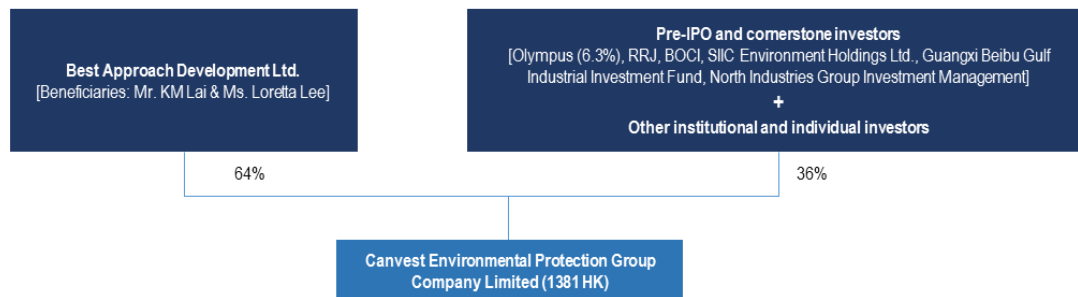 Best Approach Development Ltd.
[Beneficiaries: Mr. KM Lai & Ms. Loretta Lee]
Pre-IPO and cornerstone investors
[Olympus (6.3%), RRJ, BOCI, SIIC Environment Holdings Ltd., Guangxi Beibu Gulf
Industrial Investment Fund, North Industries Group Investment Management]
+
Other institutional and individual investors
64%
36%
Canvest Environmental Protection Group
Company Limited (1381 HK)